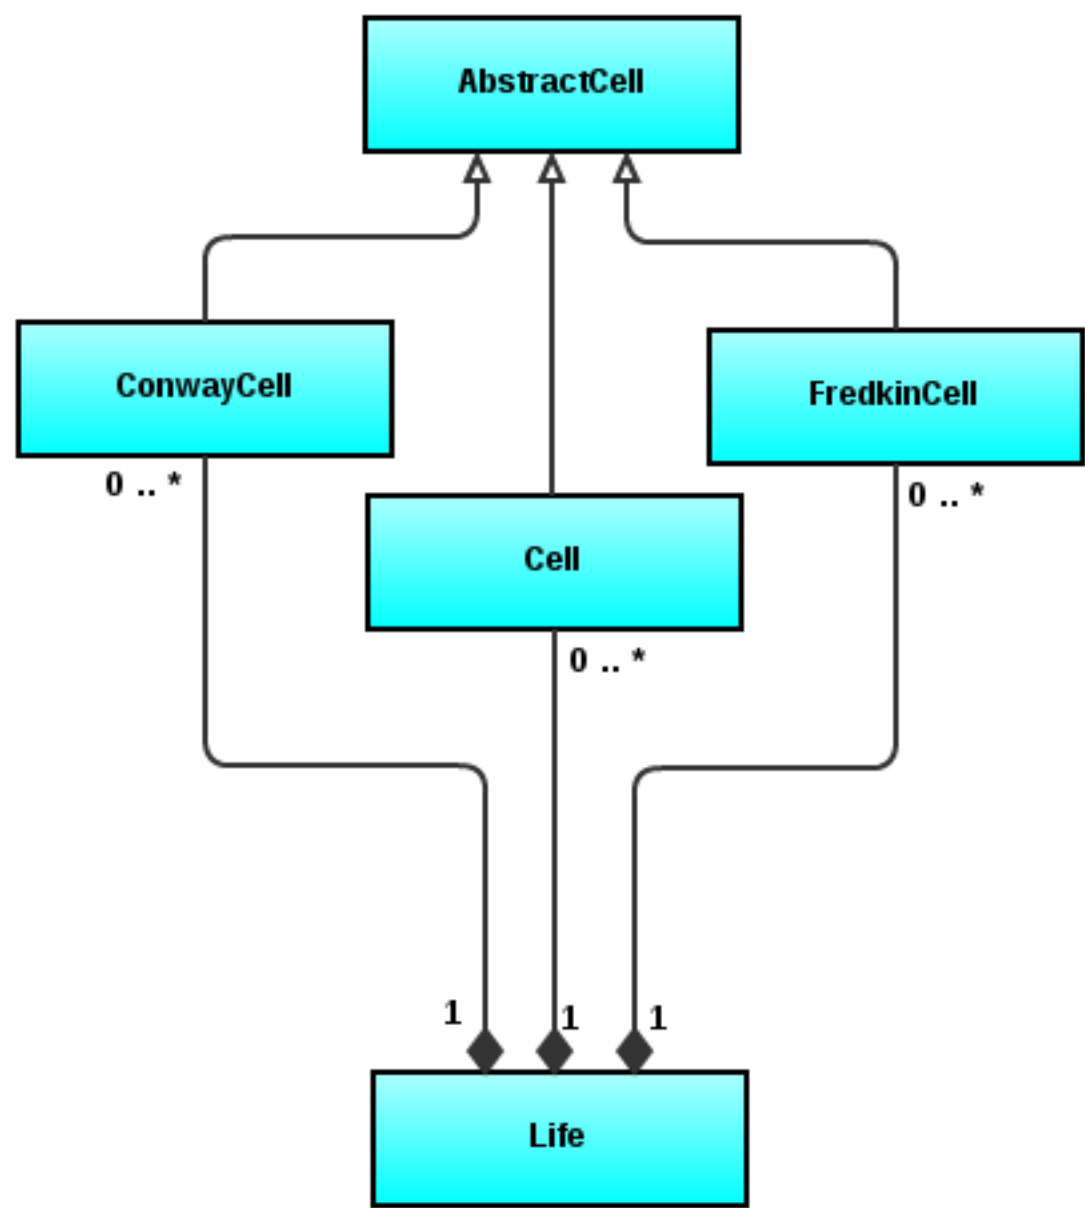 AbstractCell
ConwayCell
FredkinCell
0 .. *
0 .. *
Cell
0 .. *
1
1
1
Life